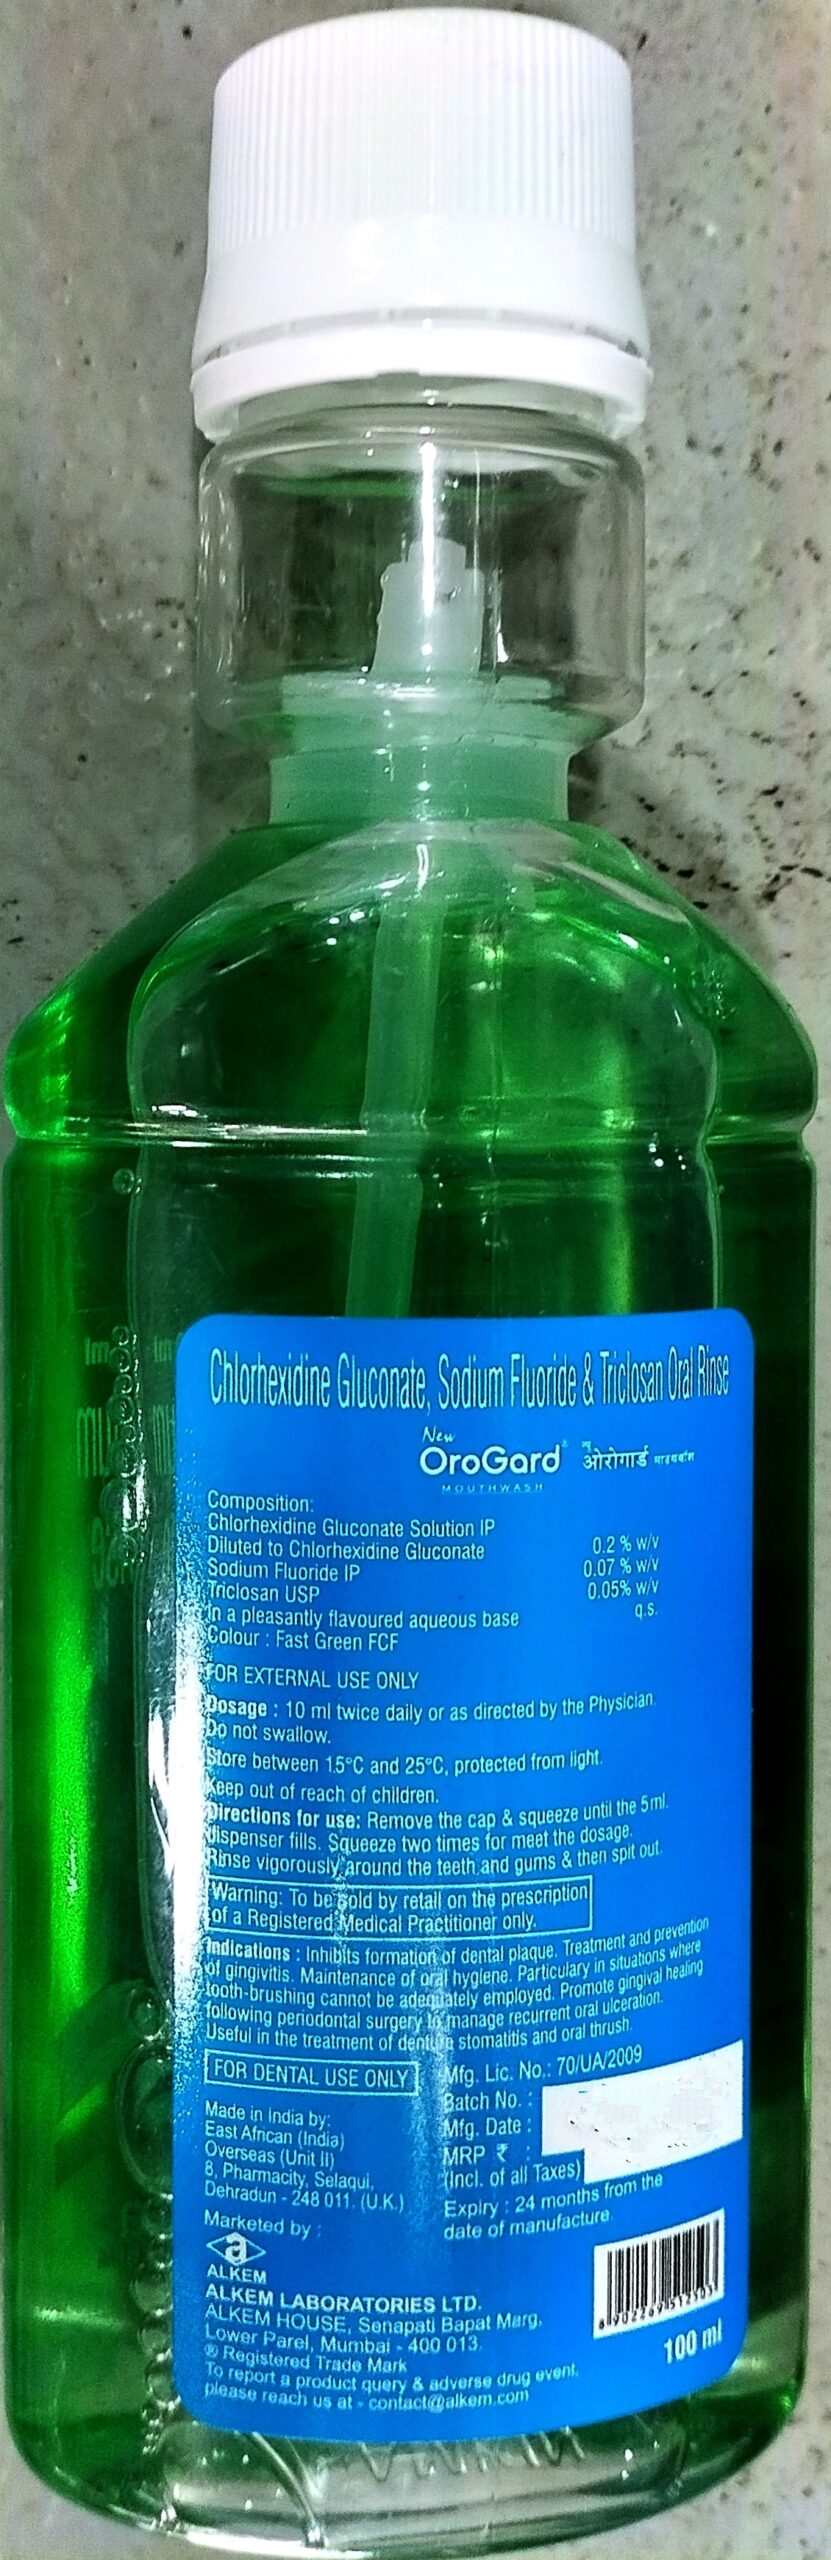 Chlorhexidine Gluconate, Sodium Fluoride & Triclosan Oral Rinse
New
OroGard® न्यू ओरोगार्ड माउथवॉश
MOUTHWASH
Composition:
Chlorhexidine Gluconate Solution IP
Diluted to Chlorhexidine Gluconate 0.2 % w/v
Sodium Fluoride IP 0.07 % w/v
Triclosan USP 0.05% w/v
In a pleasantly flavoured aqueous base q.s.
Colour : Fast Green FCF
FOR EXTERNAL USE ONLY
Dosage : 10 ml twice daily or as directed by the Physician.
Do not swallow.
Store between 15°C and 25°C, protected from light.
Keep out of reach of children.
Directions for use: Remove the cap & squeeze until the 5ml.
dispenser fills. Squeeze two times for meet the dosage.
Rinse vigorously around the teeth and gums & then spit out.
Warning: To be sold by retail on the prescription
of a Registered Medical Practitioner only.
Indications : Inhibits formation of dental plaque. Treatment and prevention
of gingivitis. Maintenance of oral hygiene. Particulary in situations where
tooth-brushing cannot be adequately employed. Promote gingival healing
following periodontal surgery to manage recurrent oral ulceration.
Useful in the treatment of denture stomatitis and oral thrush.
FOR DENTAL USE ONLY
Mfg. Lic. No.: 70/UA/2009
Batch No. :
Mfg. Date :
MRP ₹ :
(Incl. of all Taxes)
Expiry : 24 months from the
date of manufacture.
Made in India by:
East African (India)
Overseas (Unit II)
8, Pharmacity, Selaqui,
Dehradun - 248 011. (U.K.)
Marketed by :
a
ALKEM
ALKEM LABORATORIES LTD.
ALKEM HOUSE, Senapati Bapat Marg,
Lower Parel, Mumbai - 400 013.
® Registered Trade Mark
To report a product query & adverse drug event,
please reach us at - contact@alkem.com
100 ml